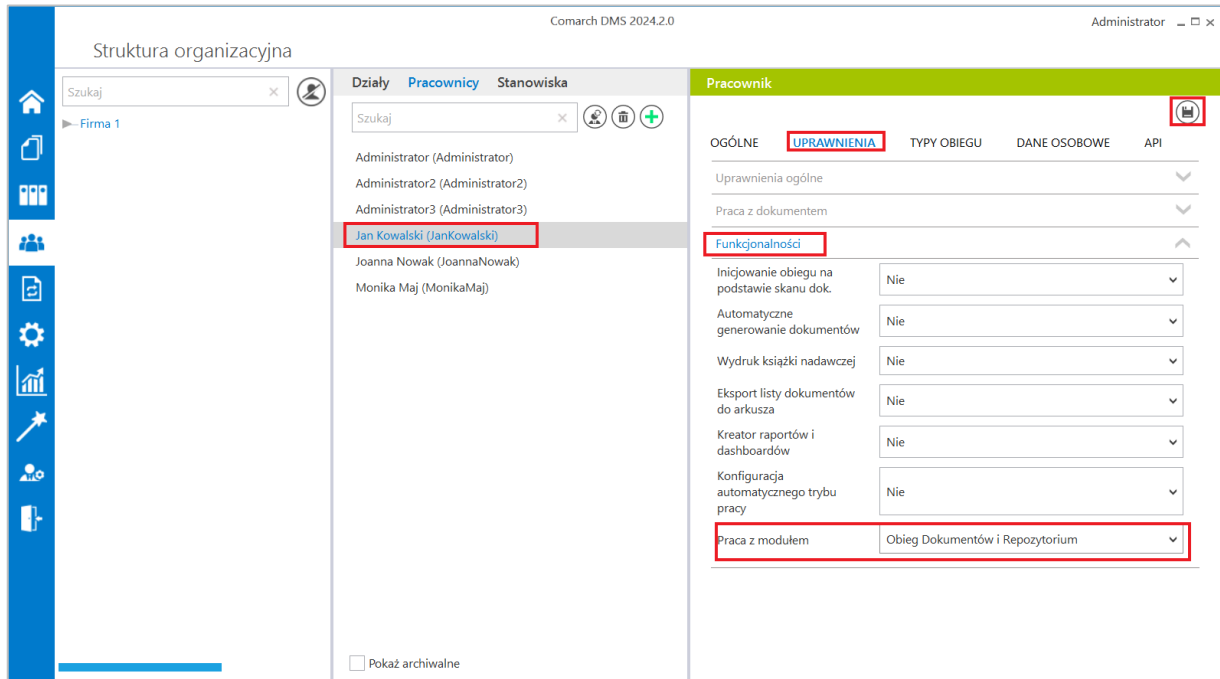 Comarch DMS 2024.2.0
Administrator
Struktura organizacyjna
Szukaj
Firma 1
Działy Pracownicy Stanowiska
Szukaj
Administrator (Administrator)
Administrator2 (Administrator2)
Administrator3 (Administrator3)
Jan Kowalski (JanKowalski)
Joanna Nowak (JoannaNowak)
Monika Maj (MonikaMaj)
Pokaż archiwalne
Pracownik
OGÓLNE UPRAWNIENIA TYPY OBIEGU DANE OSOBOWE API
Uprawnienia ogólne
Praca z dokumentem
Funkcjonalności
Inicjowanie obiegu na
podstawie skanu dok.
Nie
Automatyczne
generowanie dokumentów
Nie
Wydruk książki nadawczej
Nie
Eksport listy dokumentów
do arkusza
Nie
Kreator raportów i
dashboardów
Nie
Konfiguracja
automatycznego trybu
pracy
Nie
Praca z modułem
Obieg Dokumentów i Repozytorium